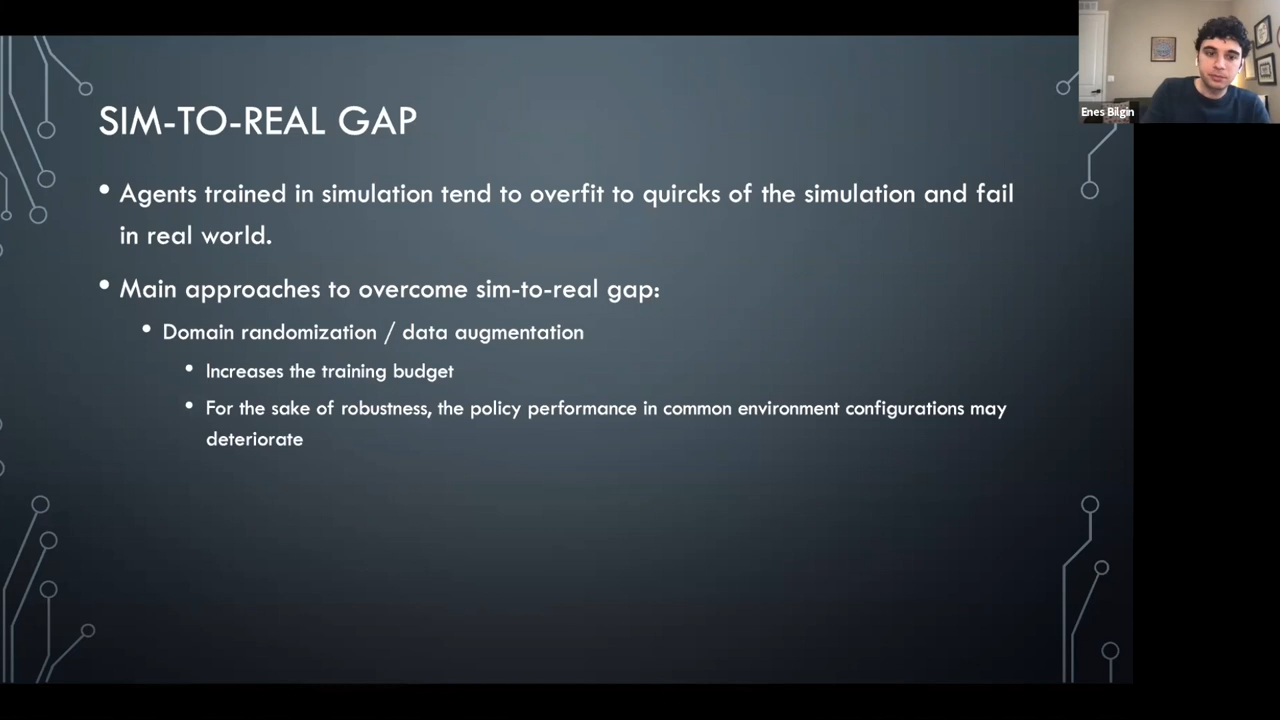 SIM-TO-REAL GAP
• Agents trained in simulation tend to overfit to quircks of the simulation and fail
in real world.
• Main approaches to overcome sim-to-real gap:
• Domain randomization / data augmentation
• Increases the training budget
• For the sake of robustness, the policy performance in common environment configurations may
deteriorate
Enes Bilgin